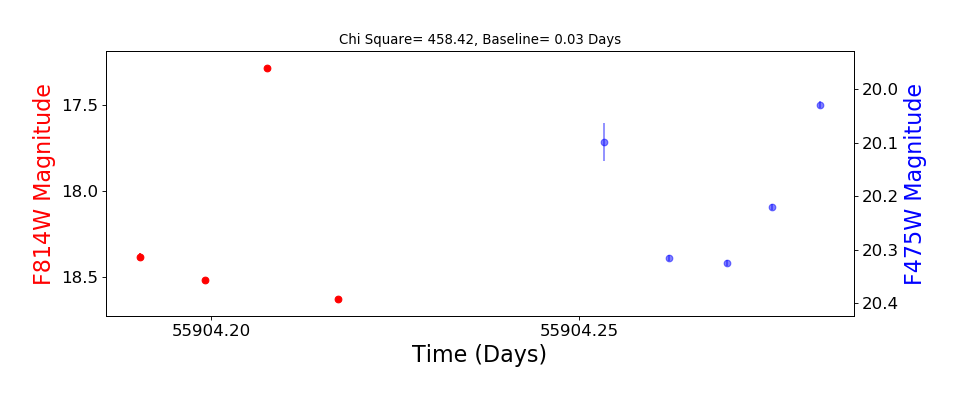 Chi Square= 458.42, Baseline= 0.03 Days
F814W Magnitude
17.5
18.0
18.5
20.0
20.1
20.2
20.3
20.4
F475W Magnitude
55904.20
55904.25
Time (Days)